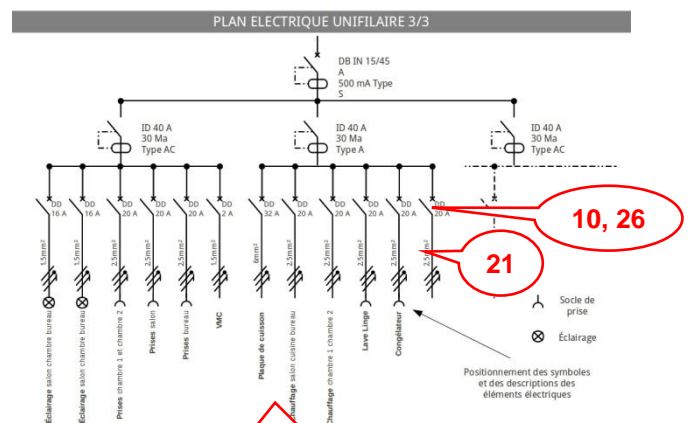 PLAN ELECTRIQUE UNIFILAIRE 3/3
DB IN 15/45
A
500 mA Type
S
ID 40 A
30 Ma
Type AC
ID 40 A
30 Ma
Type A
ID 40 A
30 Ma
Type AC
DD
16 A
DD
16 A
DD
20 A
DD
20 A
DD
20 A
DD
2 A
DD
32 A
DD
20 A
DD
20 A
DD
20 A
DD
20 A
DD
20 A
10, 26
21
1,5mm²
1,5mm²
2,5mm²
2,5mm²
2,5mm²
1,5mm²
6mm²
2,5mm²
2,5mm²
2,5mm²
2,5mm²
2,5mm²
Éclairage salon chambre bureau
Éclairage salon chambre bureau
Prises chambre 1 et chambre 2
Prises salon
Prises bureau
VMC
Plaque de cuisson
Chauffage salon cuisine bureau
Chauffage chambre 1 chambre 2
Lave Linge
Congélateur
Socle de
prise
Éclairage
Positionnement des symboles
et des descriptions des
éléments électriques